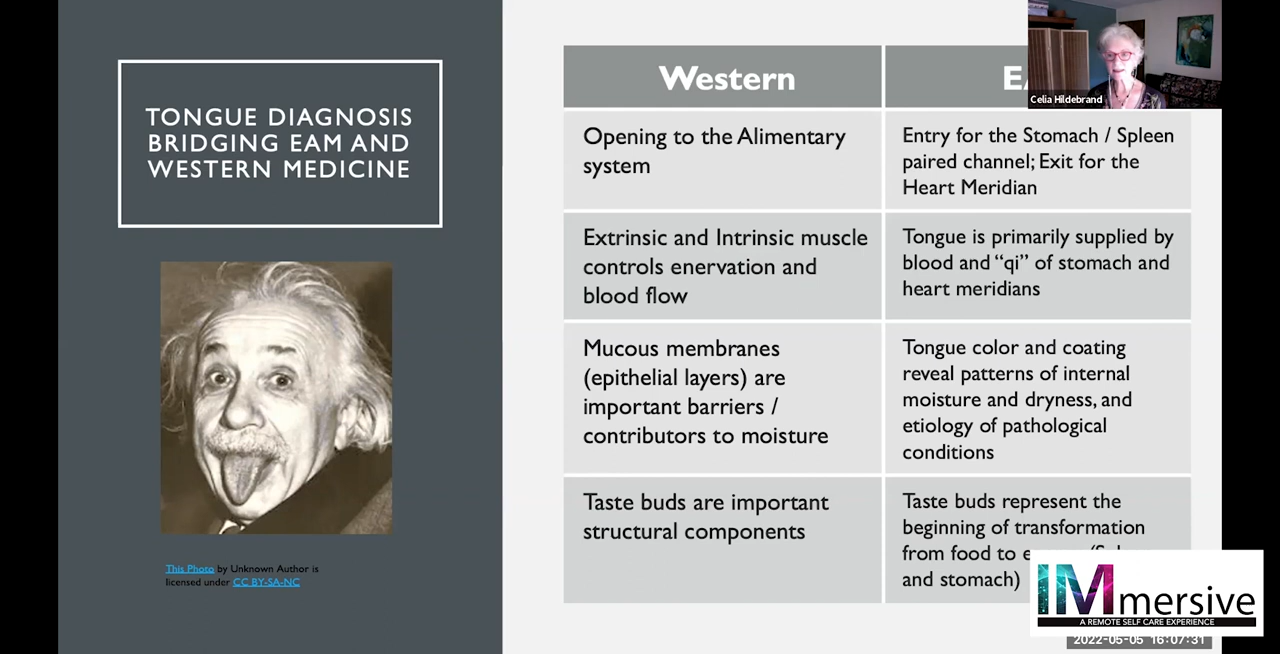 TONGUE DIAGNOSIS
BRIDGING EAM AND
WESTERN MEDICINE
This Photo by Unknown Author is
licensed under CC BY-SA-NC
Western
Opening to the Alimentary
system
Entry for the Stomach / Spleen
paired channel; Exit for the
Heart Meridian
Extrinsic and Intrinsic muscle
controls enervation and
blood flow
Tongue is primarily supplied by
blood and “qi” of stomach and
heart meridians
Mucous membranes
(epithelial layers) are
important barriers /
contributors to moisture
Tongue color and coating
reveal patterns of internal
moisture and dryness, and
etiology of pathological
conditions
Taste buds are important
structural components
Taste buds represent the
beginning of transformation
from food to
and stomach)
Celia Hildebrand
IMmersive
A REMOTE SELF CARE EXPERIENCE
2022-05-05 16:07:31